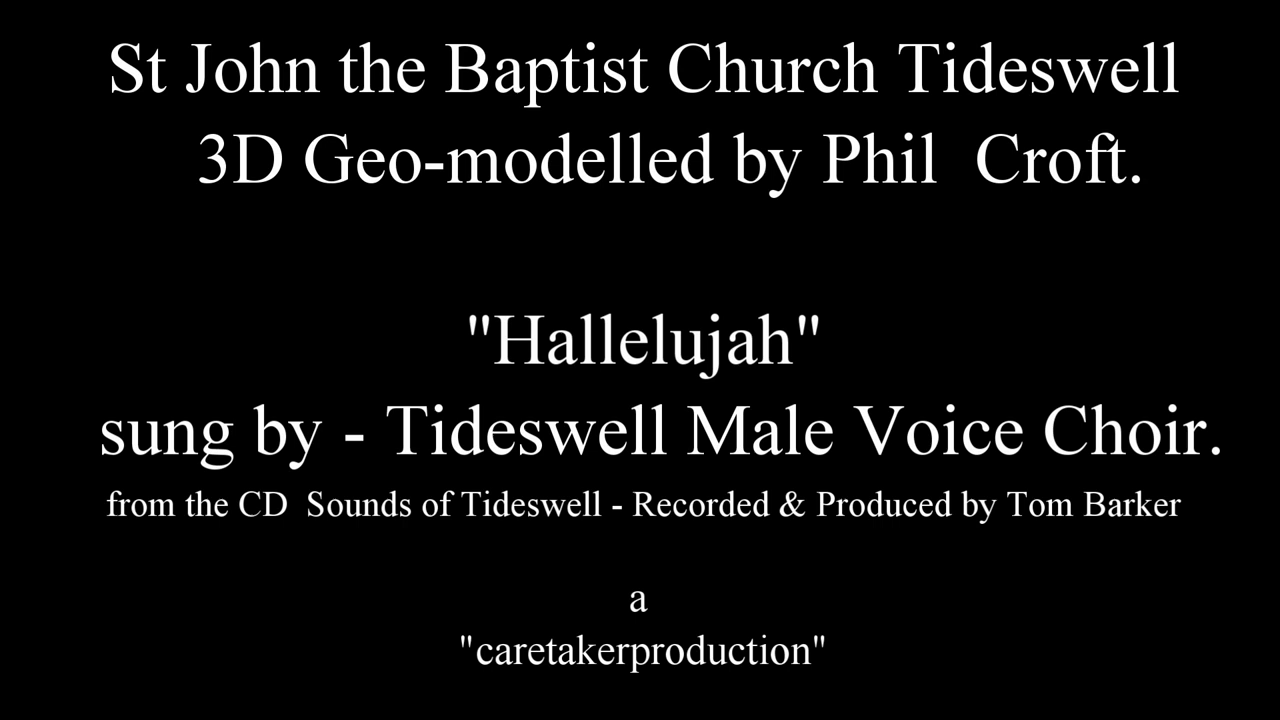 St John the Baptist Church Tideswell
3D Geo-modelled by Phil  Croft.
"Hallelujah"
sung by - Tideswell Male Voice Choir.
from the CD  Sounds of Tideswell - Recorded & Produced by Tom Barker
a
"caretakerproduction"